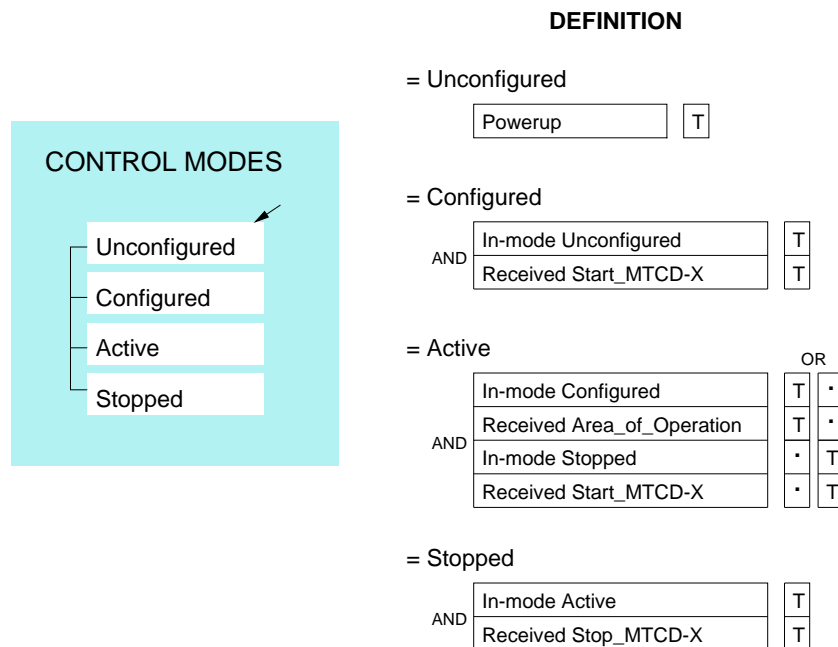 DEFINITION
CONTROL MODES
Unconfigured
Configured
Active
Stopped
= Unconfigured
Powerup T
= Configured
AND
In-mode Unconfigured T
Received Start_MTCD-X T
= Active
OR
AND
In-mode Configured T ·
Received Area_of_Operation T ·
In-mode Stopped · T
Received Start_MTCD-X · T
= Stopped
AND
In-mode Active T
Received Stop_MTCD-X T